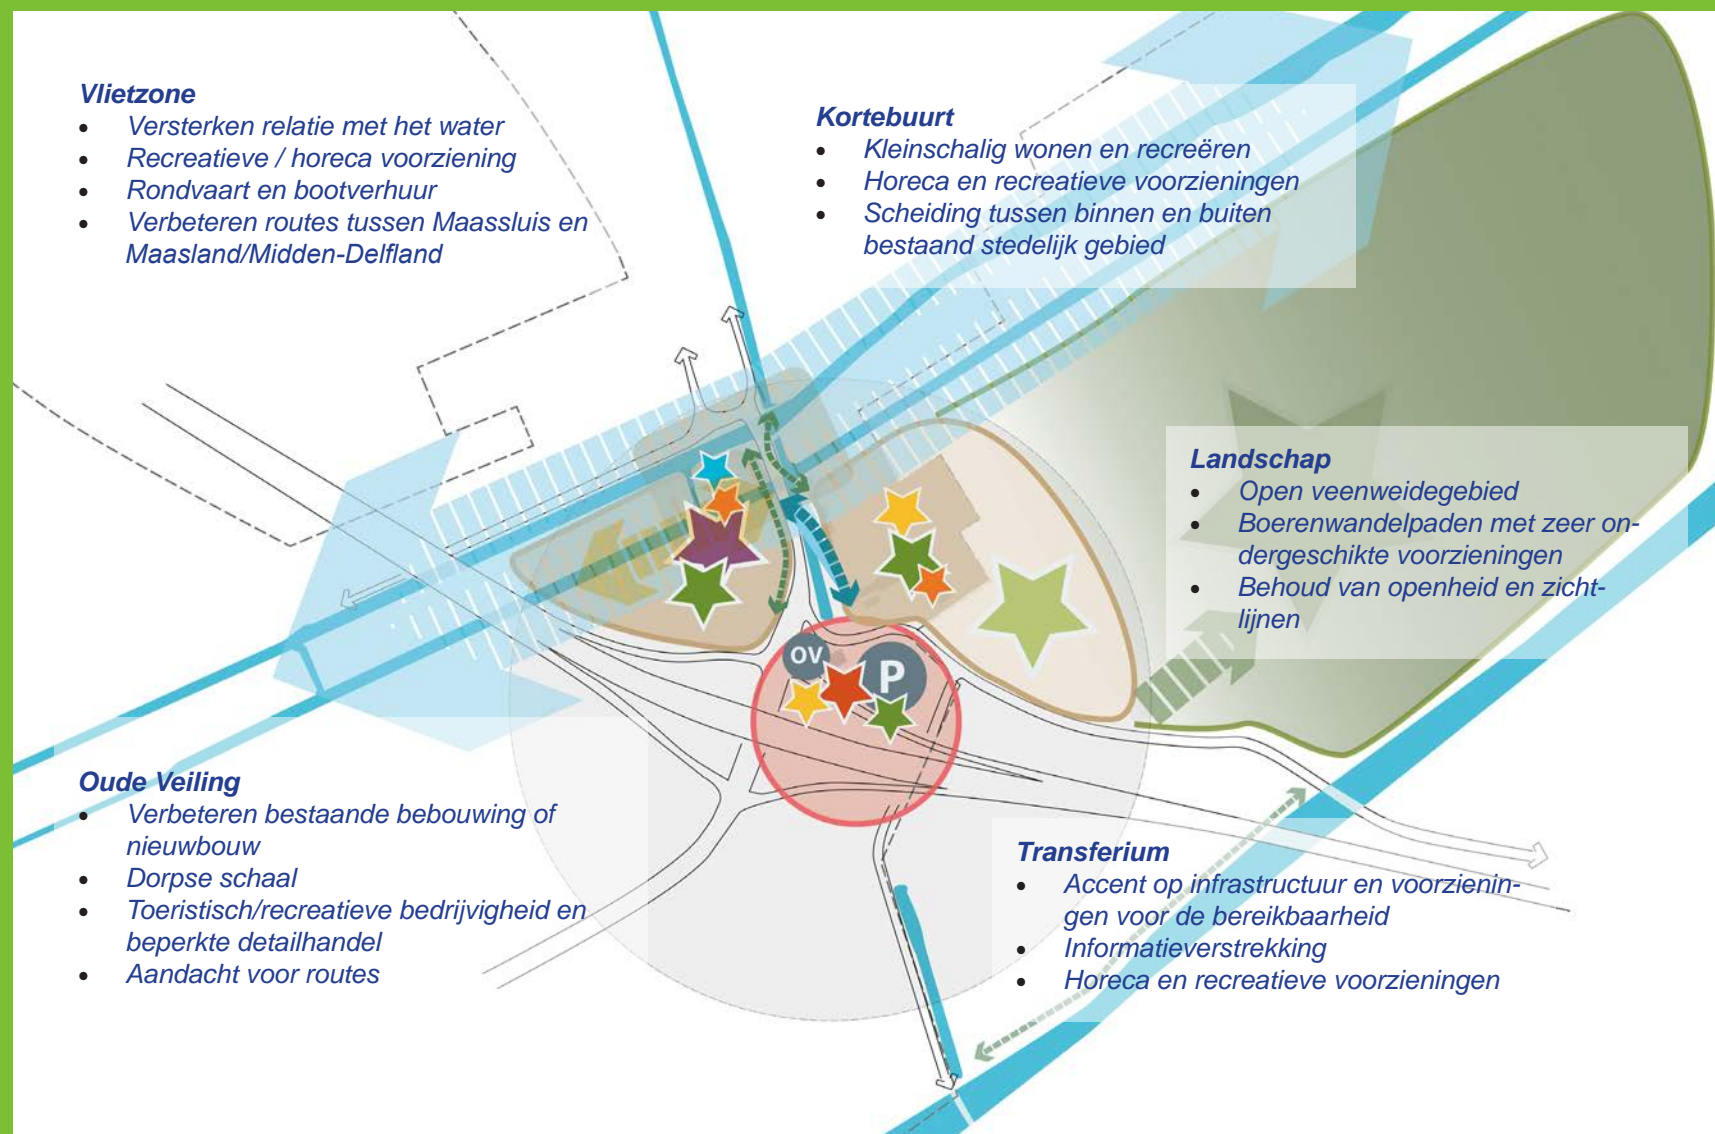 Vlietzone
• Versterken relatie met het water
• Recreatieve / horeca voorziening
• Rondvaart en bootverhuur
• Verbeteren routes tussen Maassluis en
Maasland/Midden-Delfland
Kortebuurt
• Kleinschalig wonen en recreëren
• Horeca en recreatieve voorzieningen
• Scheiding tussen binnen en buiten
bestaand stedelijk gebied
Landschap
• Open veenweidegebied
• Boerenwandelpaden met zeer on-
dergeschikte voorzieningen
• Behoud van openheid en zicht-
lijnen
OV
P
Oude Veiling
• Verbeteren bestaande bebouwing of
nieuwbouw
• Dorpse schaal
• Toeristisch/recreatieve bedrijvigheid en
beperkte detailhandel
• Aandacht voor routes
Transferium
• Accent op infrastructuur en voorzienin-
gen voor de bereikbaarheid
• Informatieverstrekking
• Horeca en recreatieve voorzieningen